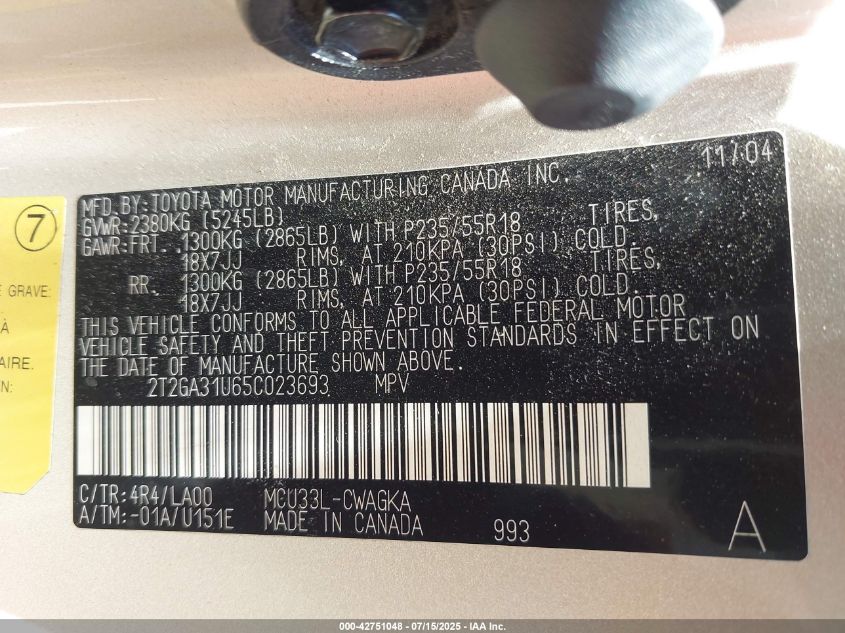 7
E GRAVE
À
AIRE.
N:
11/04
MFD.BY:TOYOTA MOTOR MANUFACTURING CANADA INC.
GVWR:2380KG (5245LB)
GAWR:FRT. 1300KG (2865LB) WITH P235/55R18 TIRES,
18X7JJ RIMS, AT 210KPA (30PSI) COLD.
RR. 1300KG (2865LB) WITH P235/55R18 TIRES,
18X7JJ RIMS, AT 210KPA (30PSI) COLD.
THIS VEHICLE CONFORMS TO ALL APPLICABLE FEDERAL MOTOR
VEHICLE SAFETY AND THEFT PREVENTION STANDARDS IN EFFECT ON
THE DATE OF MANUFACTURE SHOWN ABOVE.
2T2GA31U65C023693 MPV
C/TR:4R4/LA00 MCU33L-CWAGKA
A/TM:-01A/U151E MADE IN CANADA 993 A
000-42751048 - 07/15/2025 - IAA Inc.